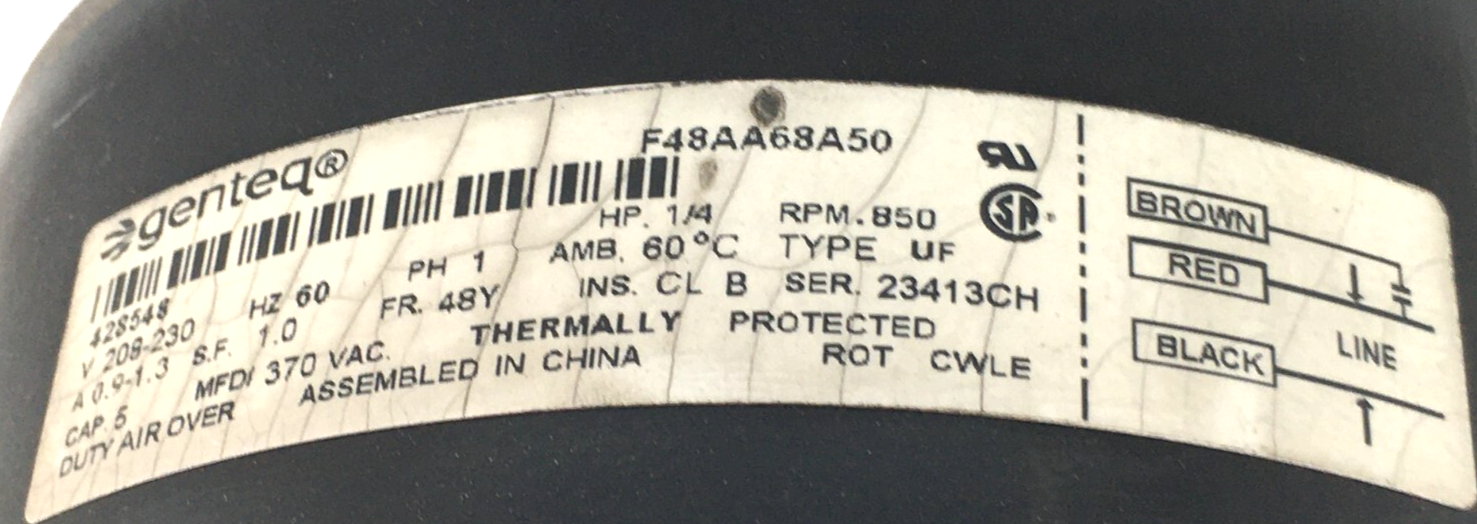 genteq®
F48AA68A50
428548 HP. 1/4 RPM.850
V 208-230 HZ 60 PH 1 AMB. 60°C TYPE UF
A 0.9-1.3 S.F. 1.0 FR. 48Y INS. CL B SER. 23413CH
CAP. 5 MFD/ 370 VAC. THERMALLY PROTECTED
DUTY AIR OVER ASSEMBLED IN CHINA ROT CWLE
BROWN
RED
LINE
BLACK